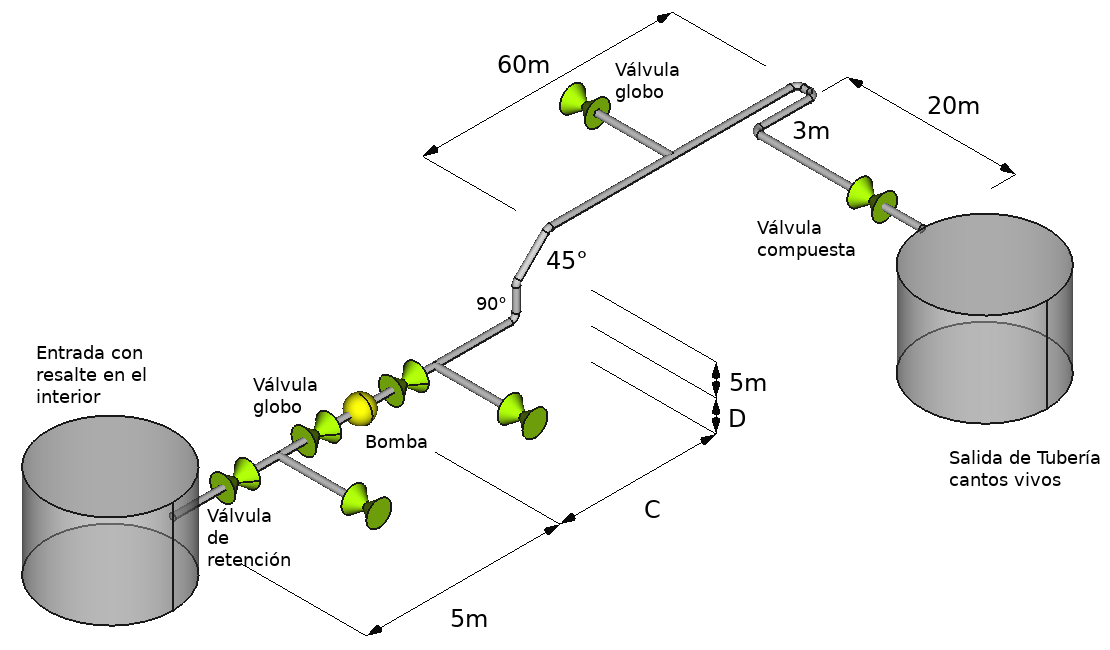 60m
Válvula
globo
20m
3m
Válvula
compuesta
45°
90°
Entrada con
resalte en el
interior
Válvula
globo
5m
D
Bomba
Salida de Tubería
cantos vivos
C
Válvula
de
retención
5m